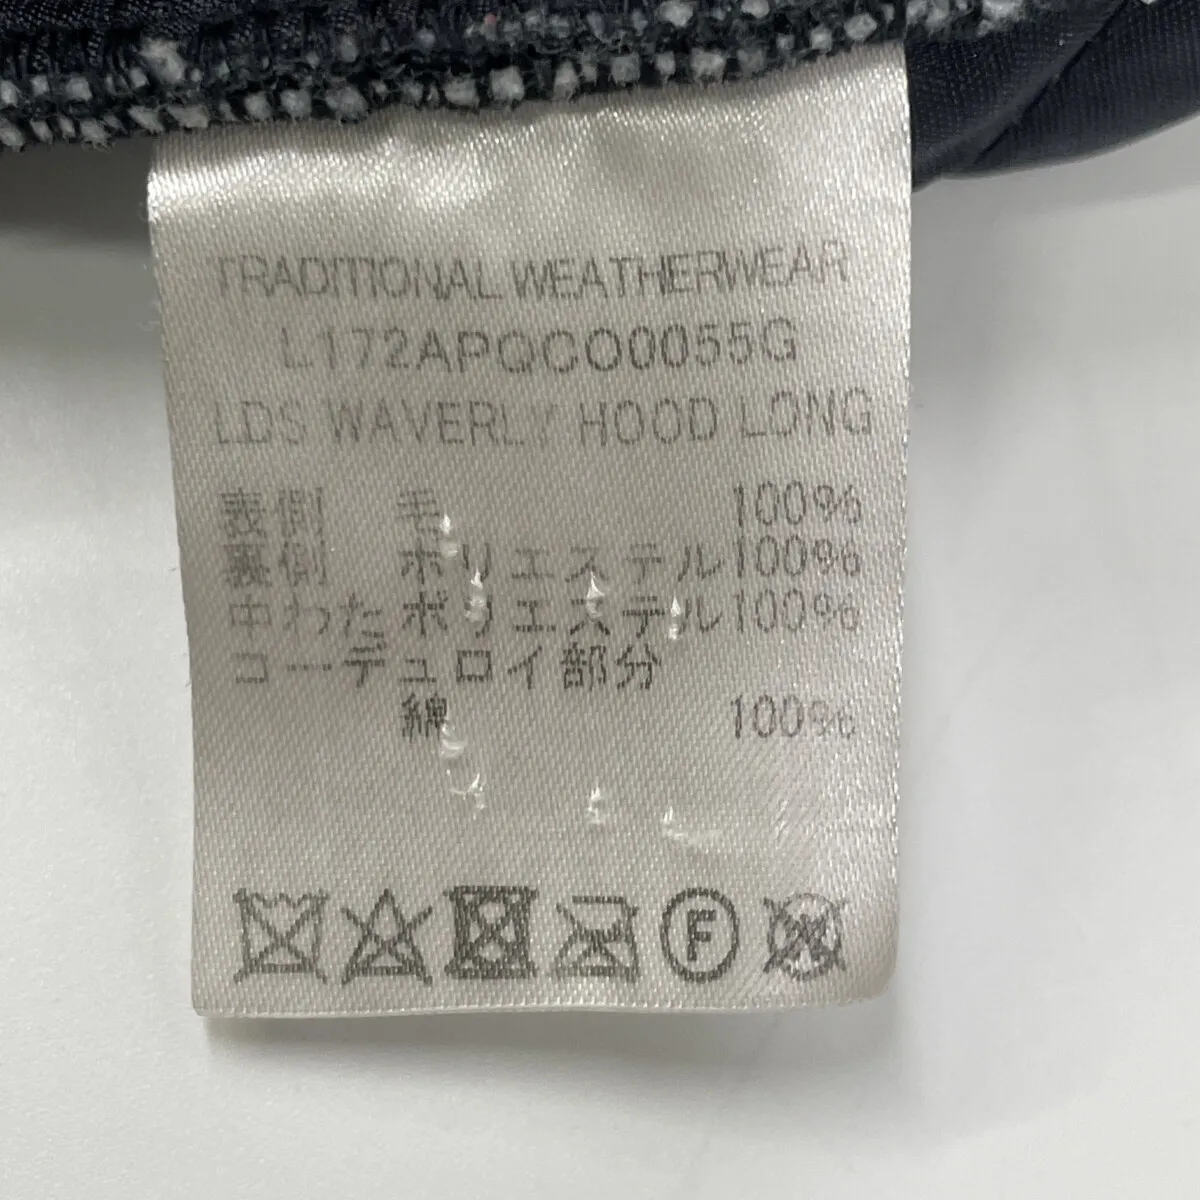 TRADITIONAL WEATHERWEAR
L172APQCO0055G
LDS WAVERLY HOOD LONG
表側 毛 100%
裏側 ポリエステル100%
中わた ポリエステル100%
コーデュロイ部分
綿 100%
F
W